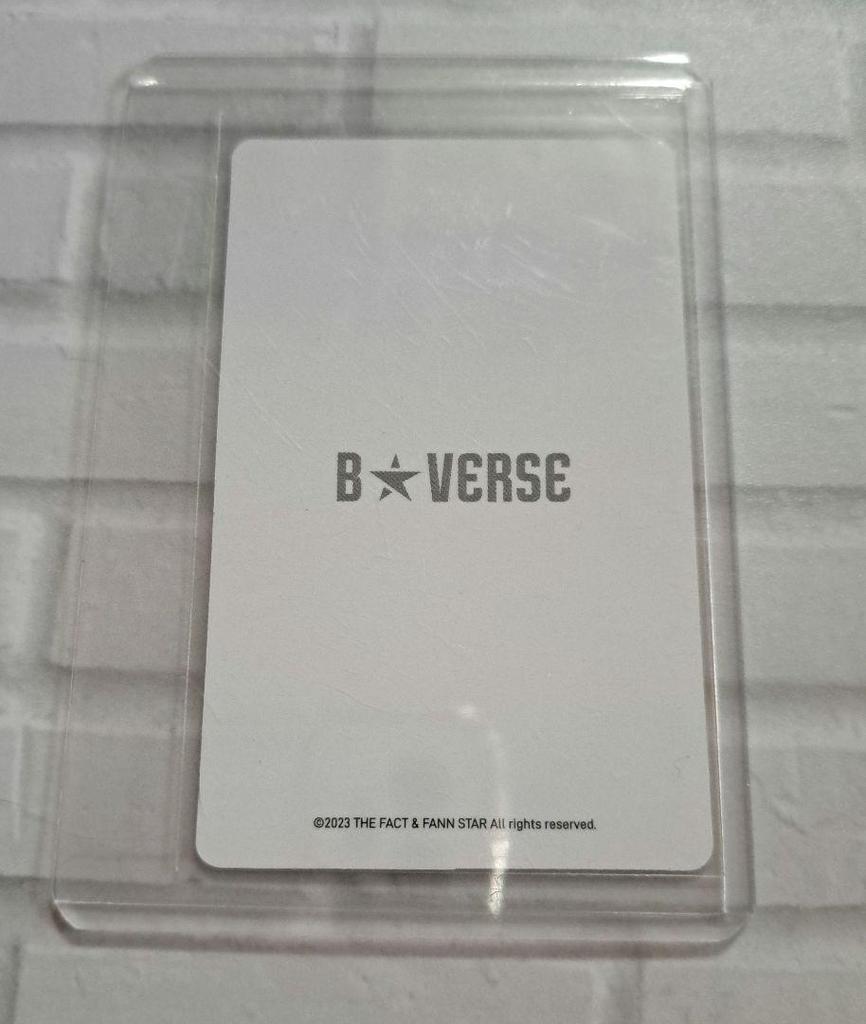 B★VERSE
©2023 THE FACT & FANN STAR All rights reserved.